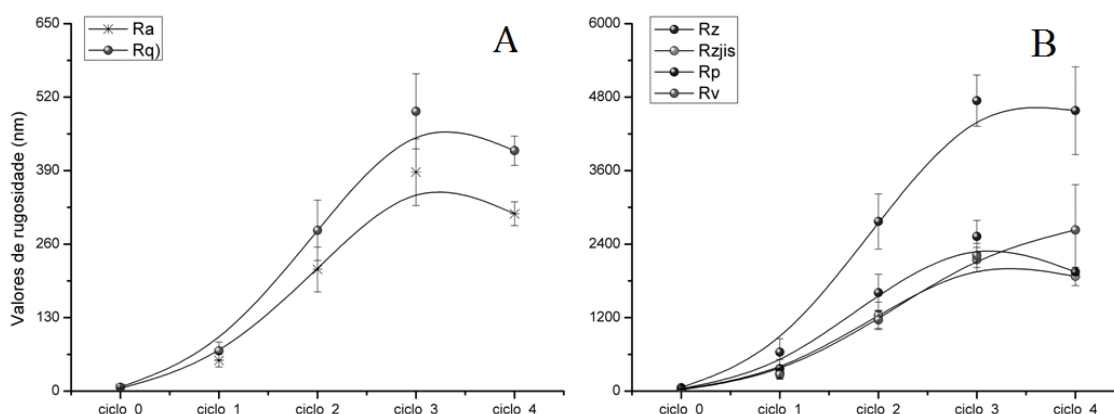 Valores de rugosidade (nm)
650
520
390
260
130
0
Ra
Rq)
A
ciclo 0
ciclo 1
ciclo 2
ciclo 3
ciclo 4
6000
4800
3600
2400
1200
0
Rz
Rzjis
Rp
Rv
B
ciclo 0
ciclo 1
ciclo 2
ciclo 3
ciclo 4